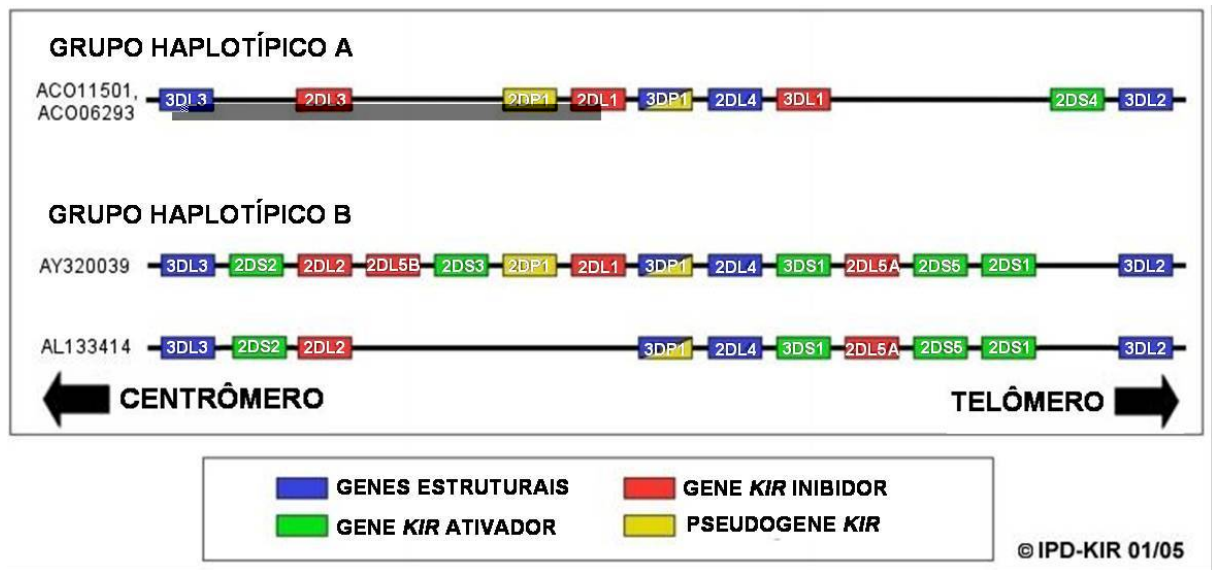 GRUPO HAPLOTÍPICO A
ACO11501,
ACO06293
3DL3 2DL3 2DP1 2DL1 3DP1 2DL4 3DL1 2DS4 3DL2
GRUPO HAPLOTÍPICO B
AY320039 3DL3 2DS2 2DL2 2DL5B 2DS3 2DP1 2DL1 3DP1 2DL4 3DS1 2DL5A 2DS5 2DS1 3DL2
AL133414 3DL3 2DS2 2DL2 3DP1 2DL4 3DS1 2DL5A 2DS5 2DS1 3DL2
CENTRÔMERO TELÔMERO
GENES ESTRUTURAIS GENE KIR INIBIDOR
GENE KIR ATIVADOR PSEUDOGENE KIR
© IPD-KIR 01/05